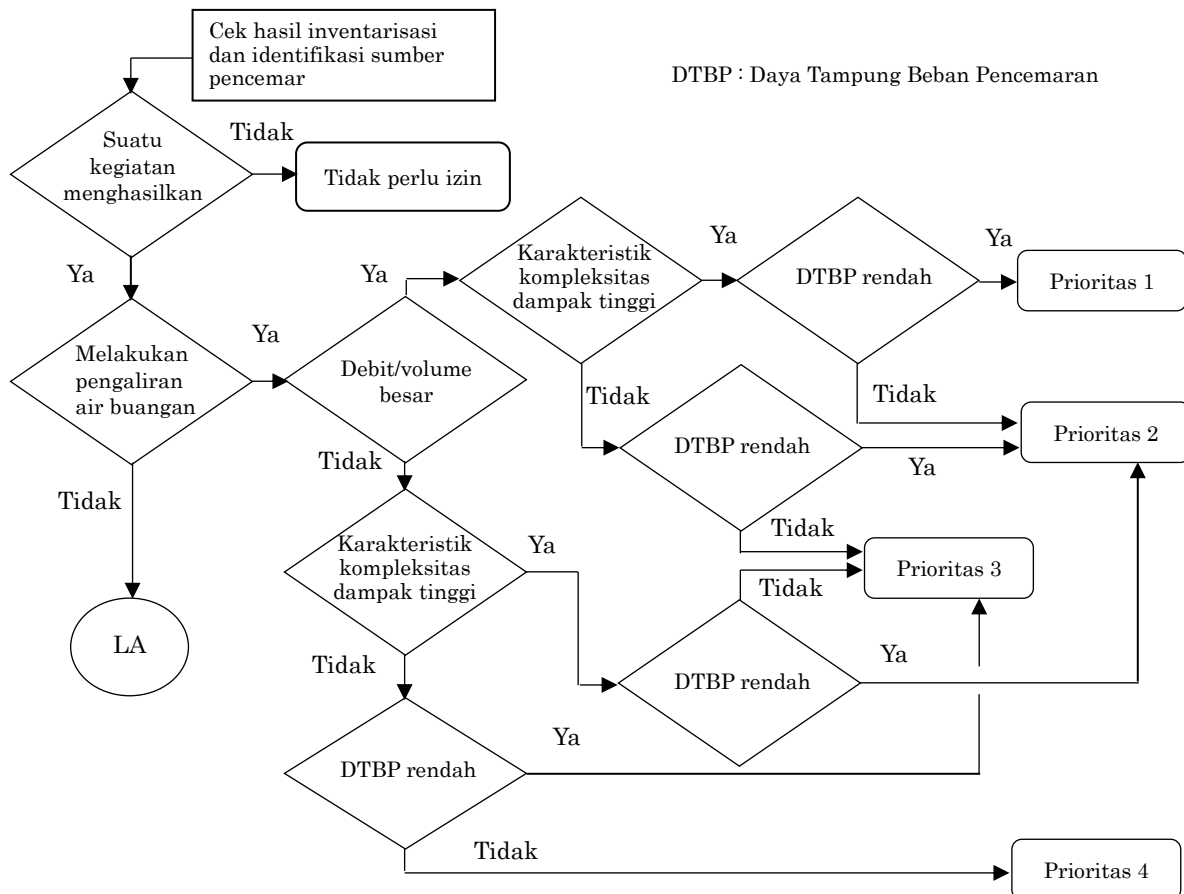 Cek hasil inventarisasi
dan identifikasi sumber
pencemar
DTBP : Daya Tampung Beban Pencemaran
Suatu
kegiatan
menghasilkan
Tidak
Tidak perlu izin
Ya
Melakukan
pengaliran
air buangan
Ya
Tidak
LA
Debit/volume
besar
Ya
Karakteristik
kompleksitas
dampak tinggi
Ya
DTBP rendah
Ya
Prioritas 1
Tidak
Tidak
DTBP rendah
Ya
Prioritas 2
Tidak
Tidak
Karakteristik
kompleksitas
dampak tinggi
Ya
Prioritas 3
Tidak
DTBP rendah
Ya
Tidak
DTBP rendah
Ya
Tidak
Prioritas 4